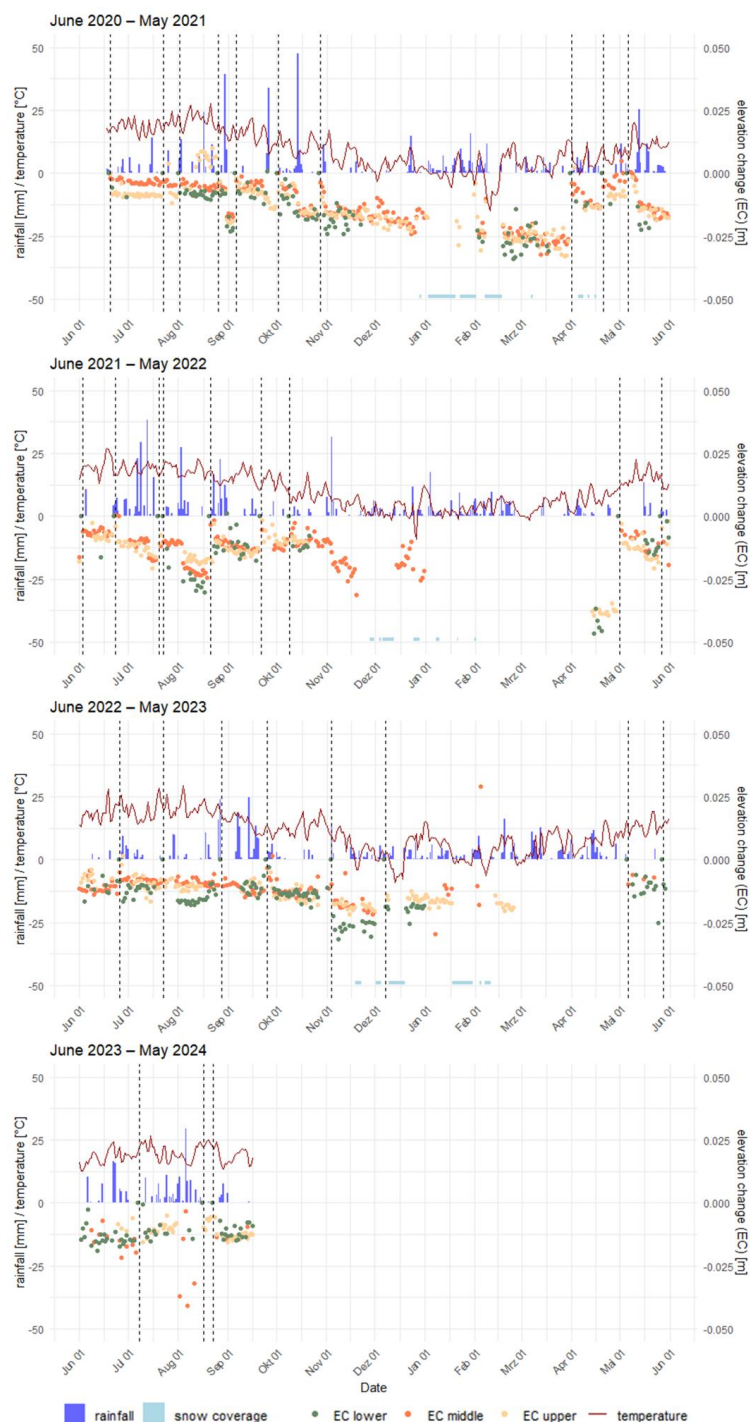 June 2020 – May 2021
rainfall [mm] / temperature [°C]
50
25
0
-25
-50
0.050
0.025
0.000
-0.025
-0.050
elevation change (EC) [m]
Jun 01 Jul 01 Aug 01 Sep 01 Okt 01 Nov 01 Dez 01 Jan 01 Feb 01 Mrz 01 Apr 01 Mai 01 Jun 01
June 2021 – May 2022
rainfall [mm] / temperature [°C]
50
25
0
-25
-50
0.050
0.025
0.000
-0.025
-0.050
elevation change (EC) [m]
Jun 01 Jul 01 Aug 01 Sep 01 Okt 01 Nov 01 Dez 01 Jan 01 Feb 01 Mrz 01 Apr 01 Mai 01 Jun 01
June 2022 – May 2023
rainfall [mm] / temperature [°C]
50
25
0
-25
-50
0.050
0.025
0.000
-0.025
-0.050
elevation change (EC) [m]
Jun 01 Jul 01 Aug 01 Sep 01 Okt 01 Nov 01 Dez 01 Jan 01 Feb 01 Mrz 01 Apr 01 Mai 01 Jun 01
June 2023 – May 2024
rainfall [mm] / temperature [°C]
50
25
0
-25
-50
0.050
0.025
0.000
-0.025
-0.050
elevation change (EC) [m]
Jun 01 Jul 01 Aug 01 Sep 01 Okt 01 Nov 01 Dez 01 Jan 01 Feb 01 Mrz 01 Apr 01 Mai 01 Jun 01
Date
rainfall snow coverage EC lower EC middle EC upper temperature